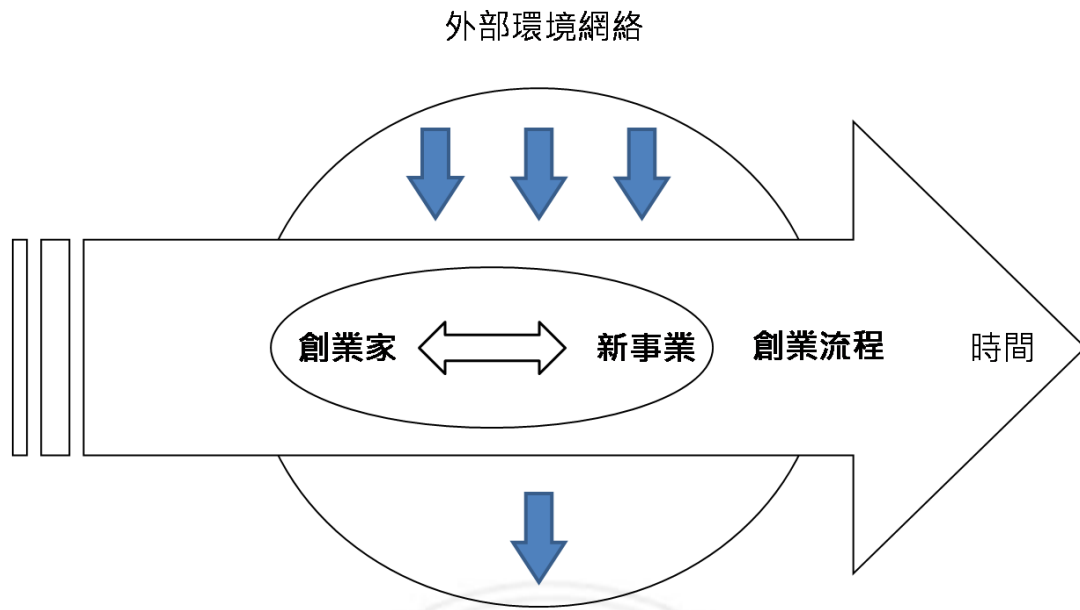 外部環境網絡
創業家
新事業
創業流程
時間